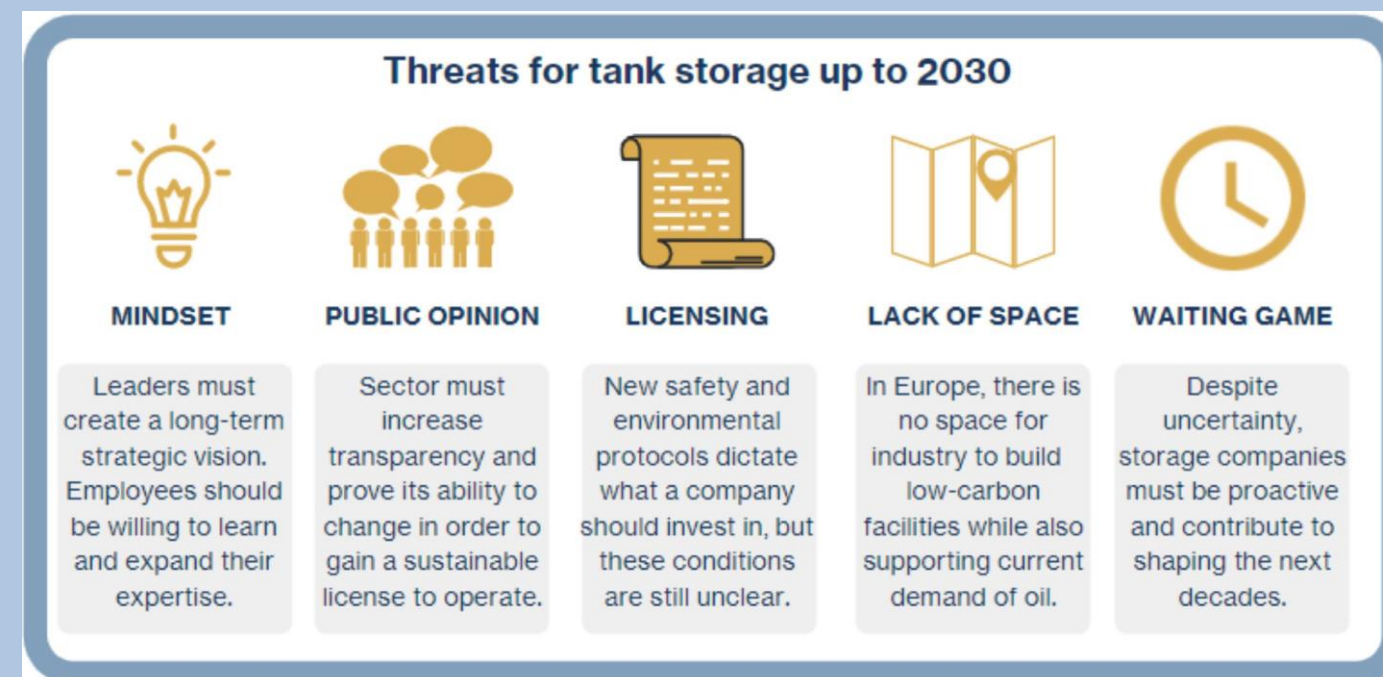 Threats for tank storage up to 2030
MINDSET
Leaders must
create a long-term
strategic vision.
Employees should
be willing to learn
and expand their
expertise.
PUBLIC OPINION
Sector must
increase
transparency and
prove its ability to
change in order to
gain a sustainable
license to operate.
LICENSING
New safety and
environmental
protocols dictate
what a company
should invest in, but
these conditions
are still unclear.
LACK OF SPACE
In Europe, there is
no space for
industry to build
low-carbon
facilities while also
supporting current
demand of oil.
WAITING GAME
Despite
uncertainty,
storage companies
must be proactive
and contribute to
shaping the next
decades.